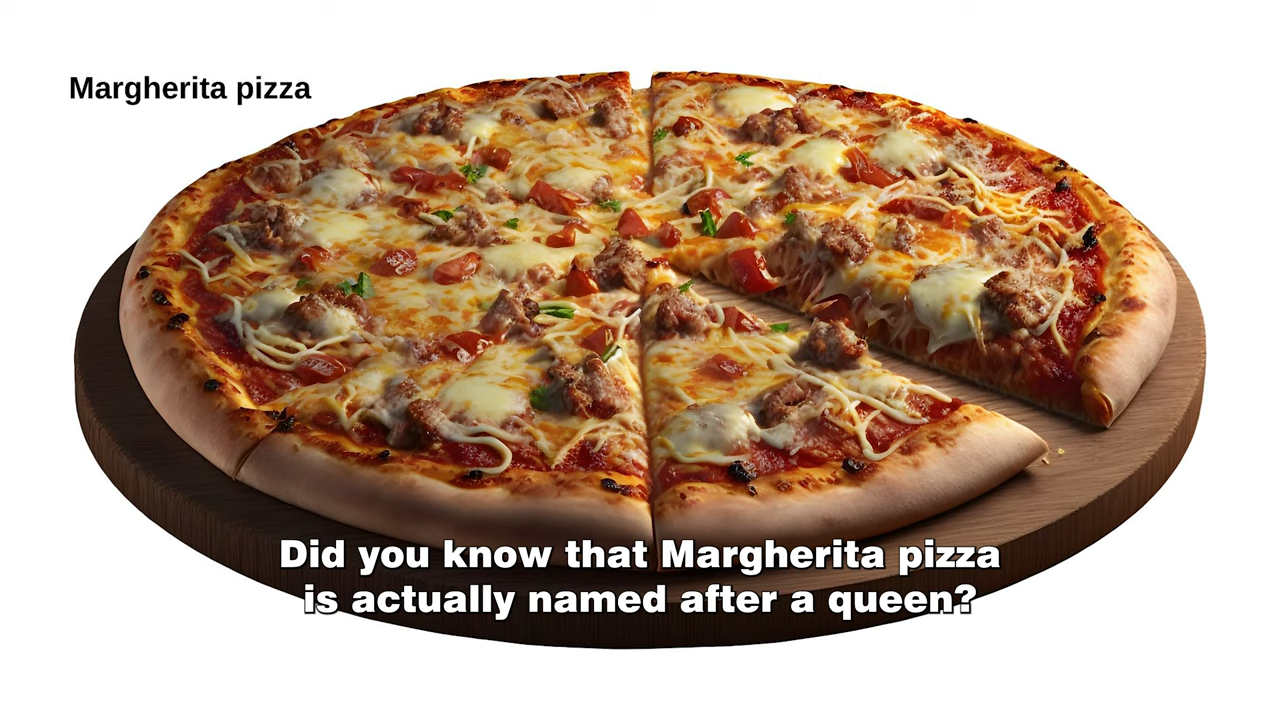 Margherita pizza
Did you know that Margherita pizza
is actually named after a queen?